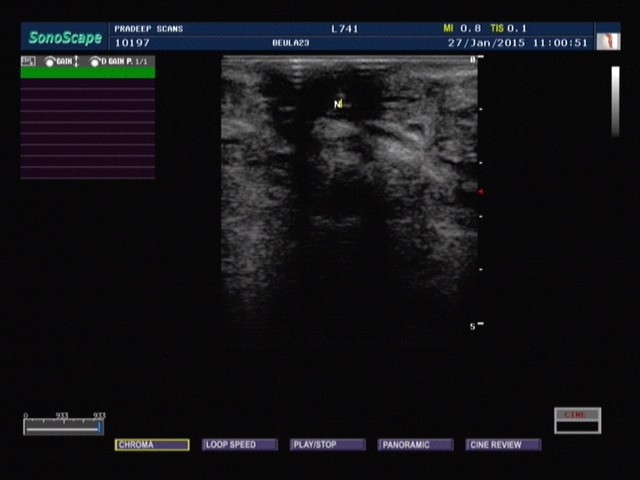 SonoScape
PRADEEP SCANS L741 MI 0.8 TIS 0.1
10197 BEULA23 27/Jan/2015 11:00:51
GAIN D GAIN P. 1/1
0
N
5
0 933 933
CINE
CHROMA LOOP SPEED PLAY/STOP PANORAMIC CINE REVIEW